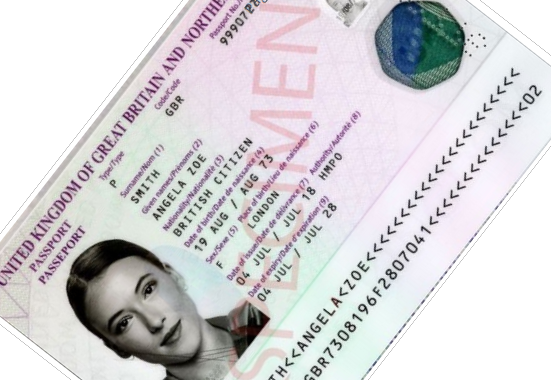 UNITED KINGDOM OF GREAT BRITAIN AND NORTHE
PASSPORT
PASSEPORT
Type/Type
Code/Code
Passport No.
P
GBR
Surname/Nom (1)
SMITH
Given names/Prénoms (2)
ANGELA ZOE
Nationality/Nationalité (3)
BRITISH CITIZEN
Date of birth/Date de naissance (4)
19 AUG / AUG 73
Sex/Sexe (5) Place of birth/Lieu de naissance (6)
F LONDON
Date of issue/Date de délivrance (7) Authority/Autorité (8)
04 JUL / JUL 18 HMPO
Date of expiry/Date d'expiration (9)
04 JUL / JUL 28
SPECIMEN
TH<<ANGELA<ZOE<<<<<<<<<<<<<<<<<<<<<
GBR7308196F2807041<<<<<<<<<<<<<<02